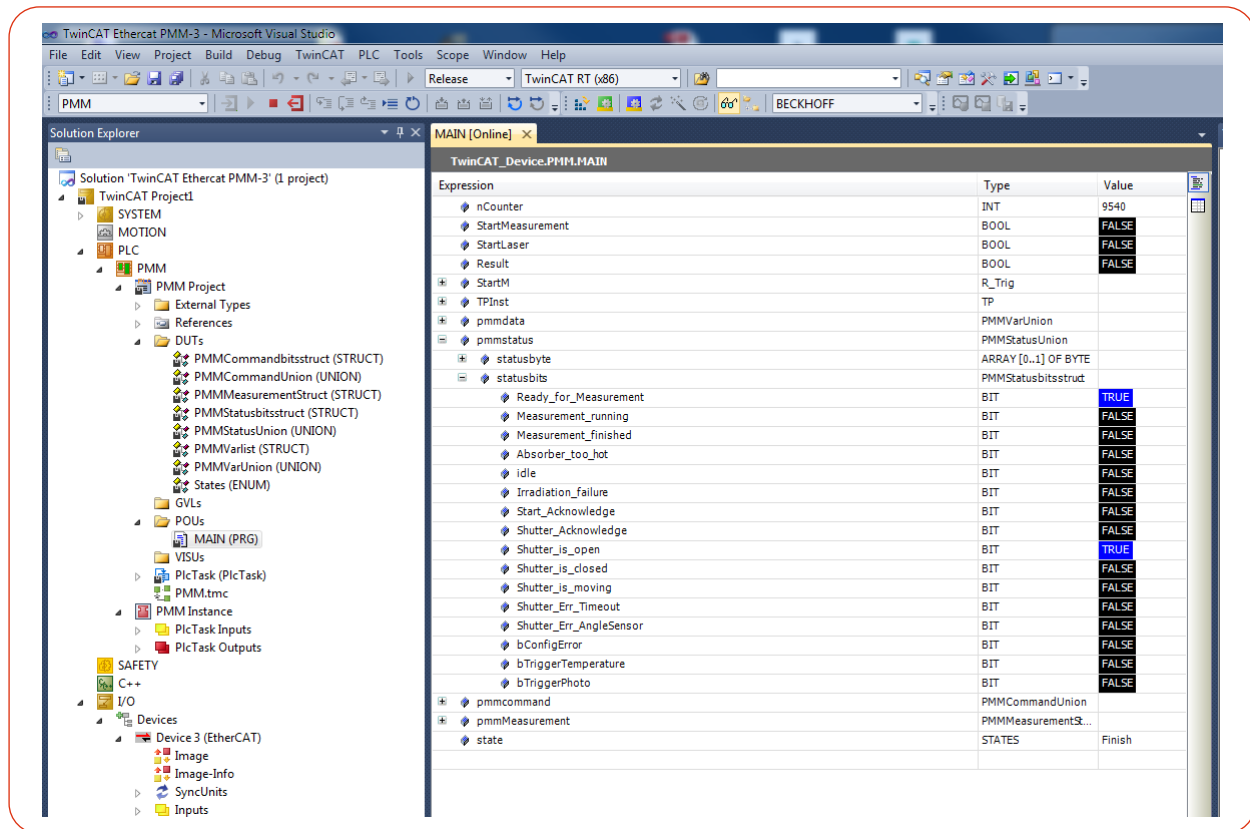 TwinCAT Ethercat PMM-3 - Microsoft Visual Studio
File Edit View Project Build Debug TwinCAT PLC Tools Scope Window Help
Release TwinCAT RT (x86)
PMM BECKHOFF
Solution Explorer
Solution 'TwinCAT Ethercat PMM-3' (1 project)
TwinCAT Project1
SYSTEM
MOTION
PLC
PMM
PMM Project
External Types
References
DUTs
PMMCommandbitsstruct (STRUCT)
PMMCommandUnion (UNION)
PMMMeasurementStruct (STRUCT)
PMMStatusbitsstruct (STRUCT)
PMMStatusUnion (UNION)
PMMVarlist (STRUCT)
PMMVarUnion (UNION)
States (ENUM)
GVLs
POUs
MAIN (PRG)
VISUs
PlcTask (PlcTask)
PMM.tmc
PMM Instance
PlcTask Inputs
PlcTask Outputs
SAFETY
C++
I/O
Devices
Device 3 (EtherCAT)
Image
Image-Info
SyncUnits
Inputs
MAIN [Online]
TwinCAT_Device.PMM.MAIN
Expression Type Value
nCounter INT 9540
StartMeasurement BOOL FALSE
StartLaser BOOL FALSE
Result BOOL FALSE
StartM R_Trig
TPInst TP
pmmdata PMMVarUnion
pmmstatus PMMStatusUnion
statusbyte ARRAY [0..1] OF BYTE
statusbits PMMStatusbitsstruct
Ready_for_Measurement BIT TRUE
Measurement_running BIT FALSE
Measurement_finished BIT FALSE
Absorber_too_hot BIT FALSE
idle BIT FALSE
Irradiation_failure BIT FALSE
Start_Acknowledge BIT FALSE
Shutter_Acknowledge BIT FALSE
Shutter_is_open BIT TRUE
Shutter_is_closed BIT FALSE
Shutter_is_moving BIT FALSE
Shutter_Err_Timeout BIT FALSE
Shutter_Err_AngleSensor BIT FALSE
bConfigError BIT FALSE
bTriggerTemperature BIT FALSE
bTriggerPhoto BIT FALSE
pmmcommand PMMCommandUnion
pmmMeasurement PMMMeasurementSt...
state STATES Finish